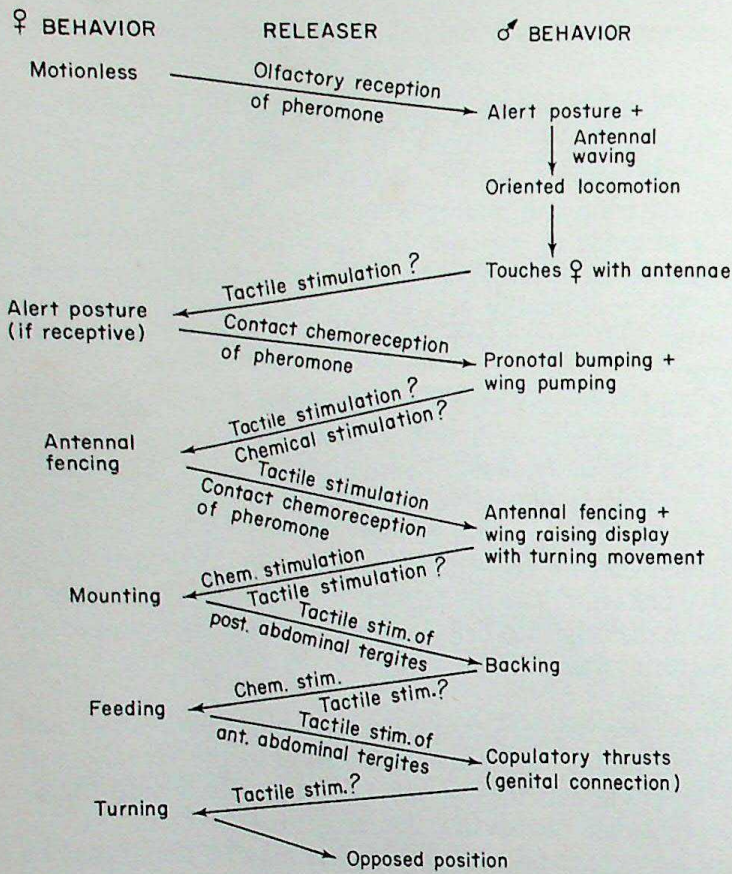 ♀ BEHAVIOR RELEASER ♂ BEHAVIOR
Motionless
Olfactory reception
of pheromone
Alert posture +
Antennal
waving
Oriented locomotion
Touches ♀ with antennae
Tactile stimulation ?
Alert posture
(if receptive)
Contact chemoreception
of pheromone
Pronotal bumping +
wing pumping
Tactile stimulation ?
Chemical stimulation?
Antennal
fencing
Tactile stimulation
Contact chemoreception
of pheromone
Antennal fencing +
wing raising display
with turning movement
Chem. stimulation
Tactile stimulation ?
Mounting
Tactile stim. of
post. abdominal tergites
Backing
Chem. stim.
Tactile stim.?
Feeding
Tactile stim. of
ant. abdominal tergites
Copulatory thrusts
(genital connection)
Tactile stim.?
Turning
Opposed position